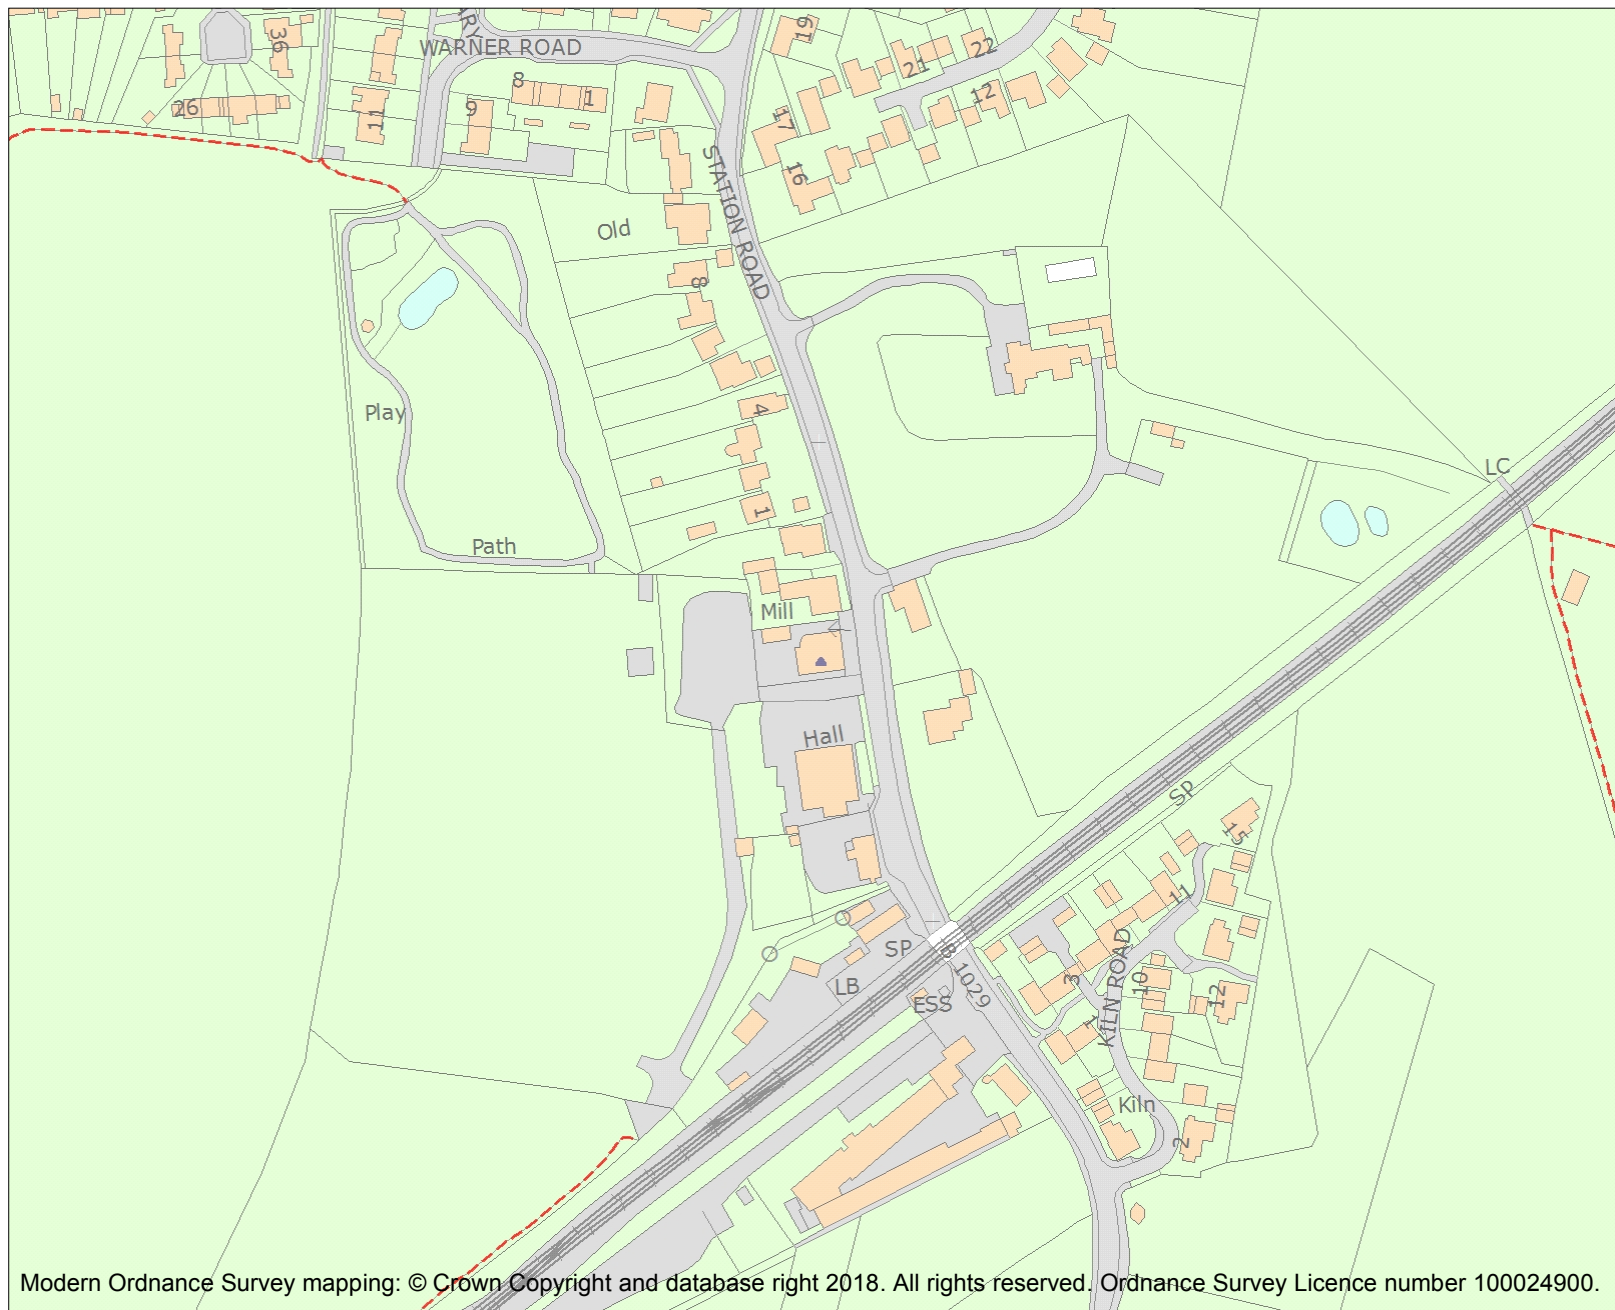 36
ARY
WARNER ROAD
19
22
21
8
1
26
11
9
12
17
STATION ROAD
16
Old
8
4
Play
LC
1
Path
Mill
Hall
SP
15
11
SP
B 1029
LB
ESS
3
KILN ROAD
10
12
1
Kiln
2
Modern Ordnance Survey mapping: © Crown Copyright and database right 2018. All rights reserved. Ordnance Survey Licence number 100024900.